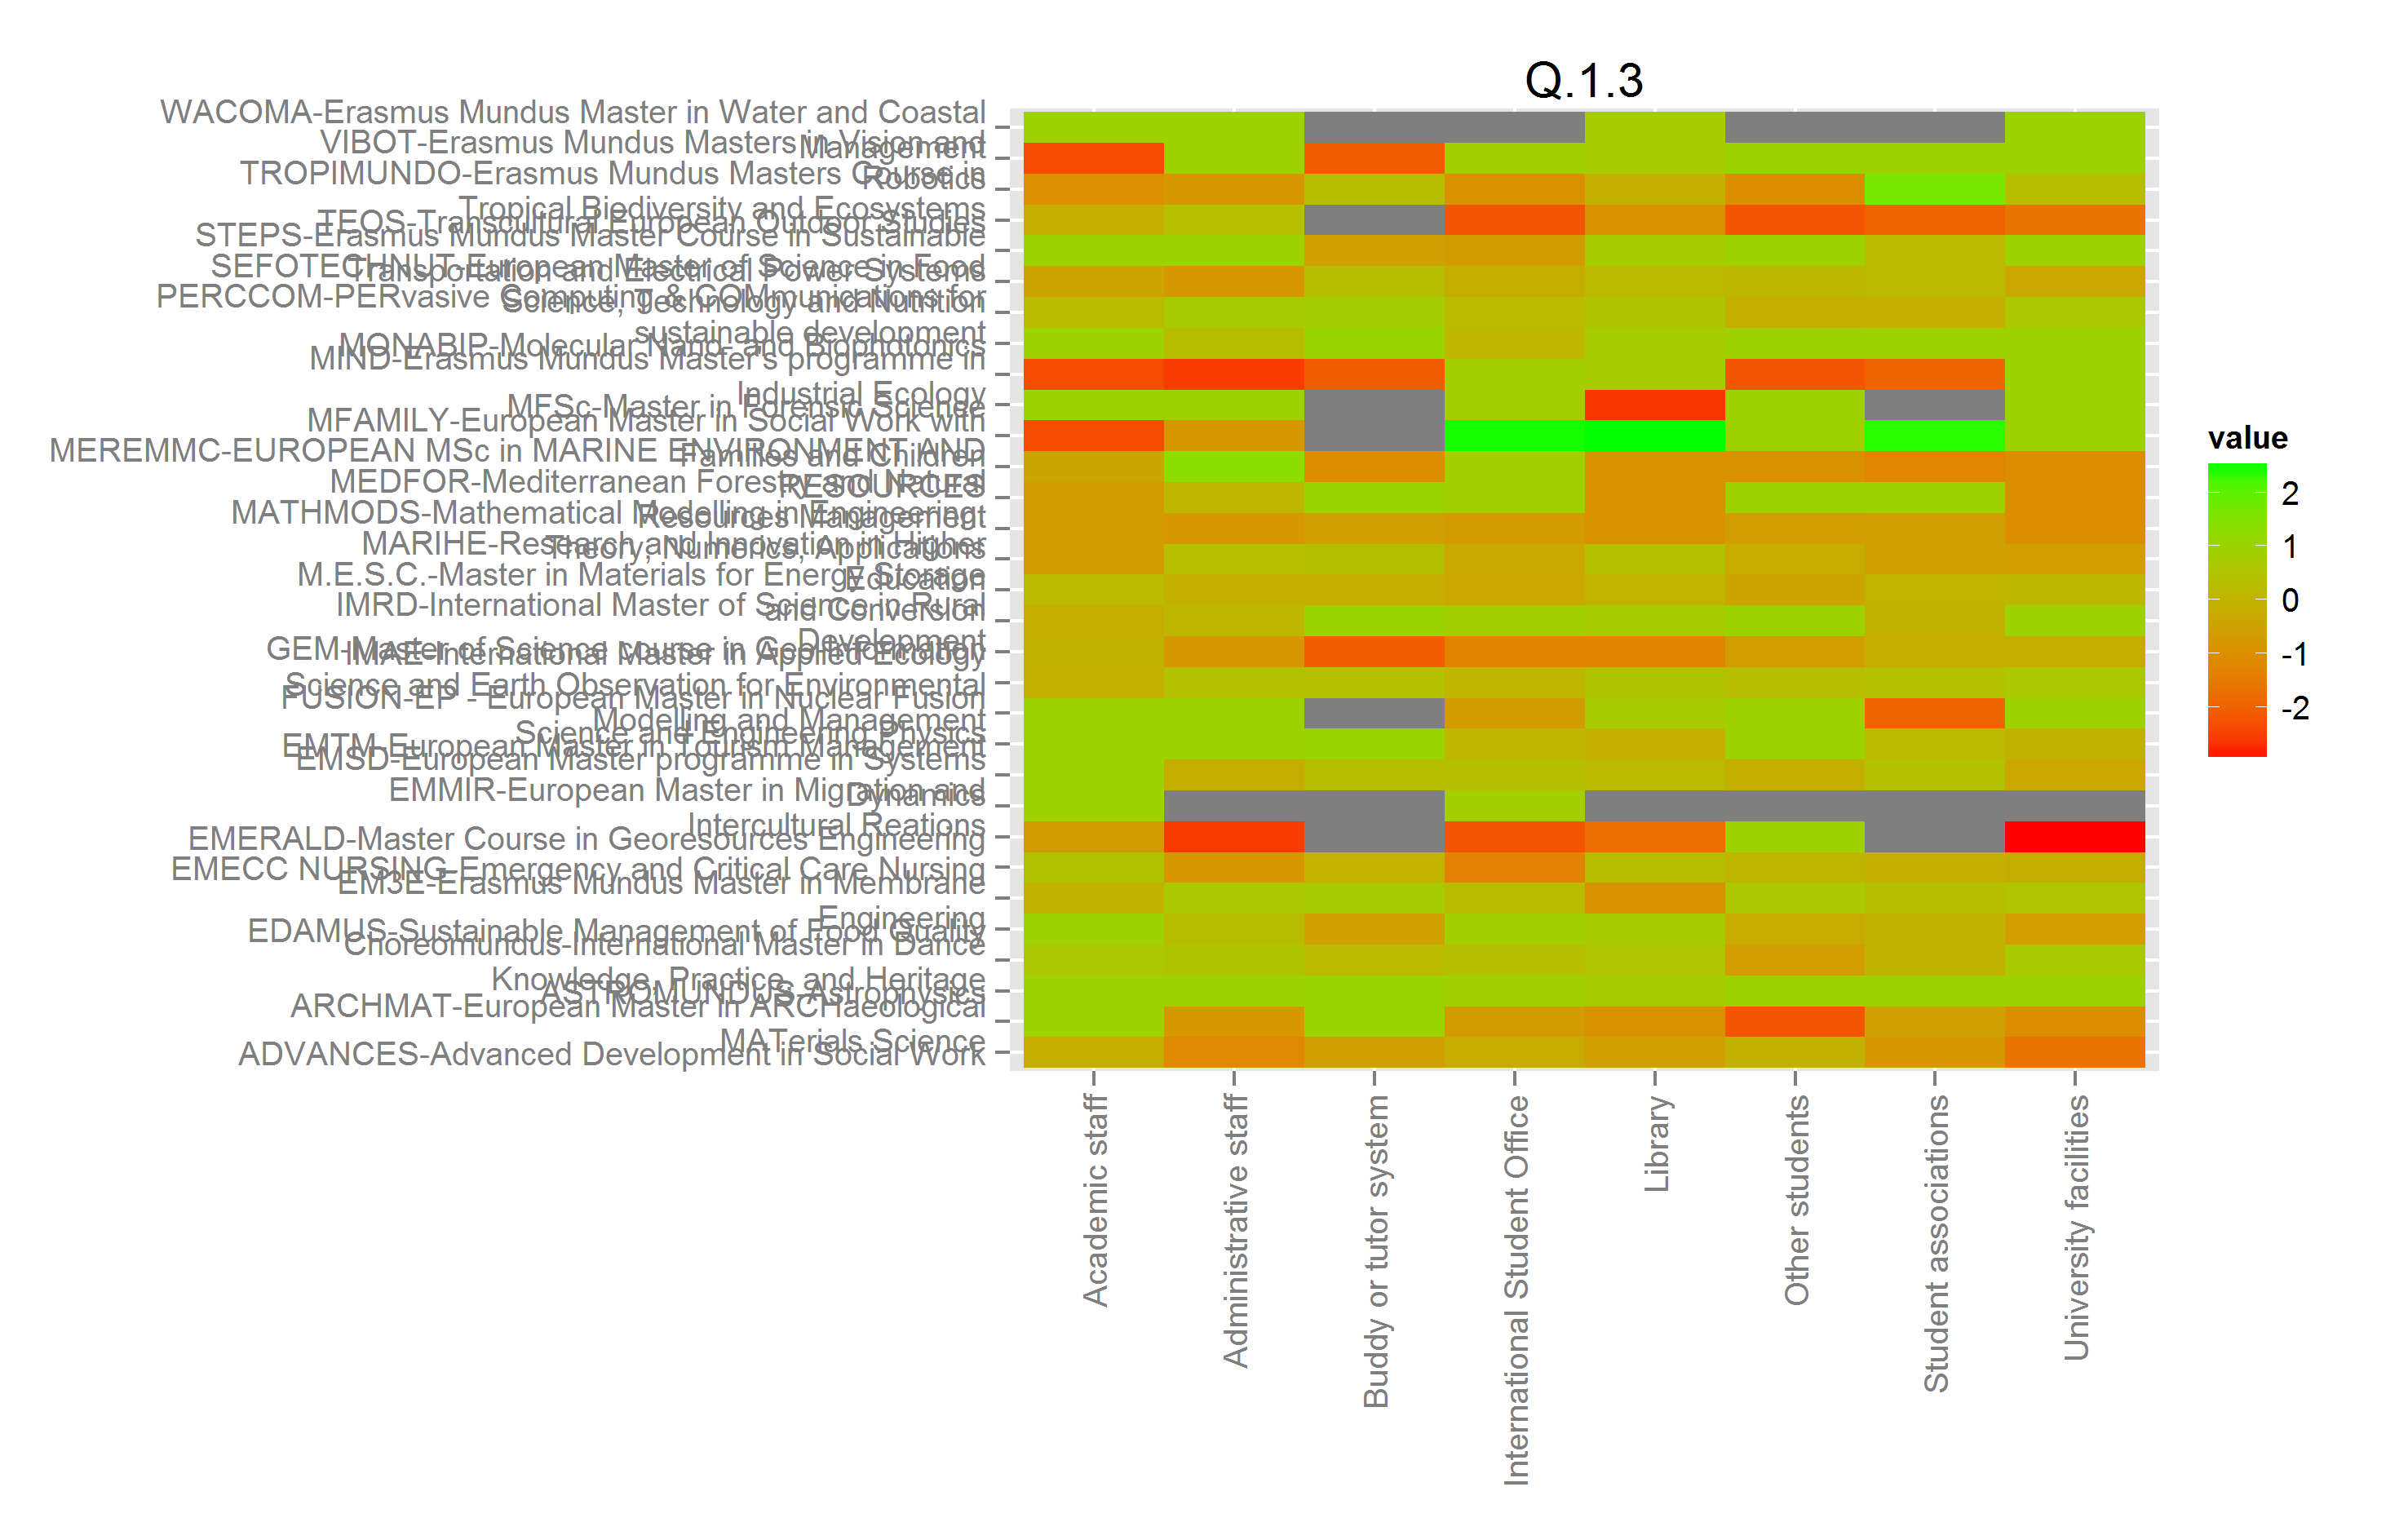 Q.1.3
WACOMA-Erasmus Mundus Master in Water and Coastal
Management
VIBOT-Erasmus Mundus Masters in Vision and
Robotics
TROPIMUNDO-Erasmus Mundus Masters Course in
Tropical Biodiversity and Ecosystems
TEOS-Transcultural European Outdoor Studies
STEPS-Erasmus Mundus Master Course in Sustainable
Transportation and Electrical Power Systems
SEFOTECHNUT-European Master of Science in Food
Science, Technology and Nutrition
PERCCOM-PERvasive Computing & COMmunications for
sustainable development
MONABIP-Molecular Nano- and Biophotonics
MIND-Erasmus Mundus Master's programme in
Industrial Ecology
MFSc-Master in Forensic Science
MFAMILY-European Master in Social Work with
Families and Children
MEREMMC-EUROPEAN MSc in MARINE ENVIRONMENT AND
RESOURCES
MEDFOR-Mediterranean Forestry and Natural
Resources Management
MATHMODS-Mathematical Modelling in Engineering:
Theory, Numerics, Applications
MARIHE-Research and Innovation in Higher
Education
M.E.S.C.-Master in Materials for Energy Storage
and Conversion
IMRD-International Master of Science in Rural
Development
IMAE-International Master in Applied Ecology
GEM-Master of Science course in Geo-Information
Science and Earth Observation for Environmental
Modelling and Management
FUSION-EP - European Master in Nuclear Fusion
Science and Engineering Physics
EMTM-European Master in Tourism Management
EMSD-European Master programme in Systems
Dynamics
EMMIR-European Master in Migration and
Intercultural Reations
EMERALD-Master Course in Georesources Engineering
EMECC NURSING-Emergency and Critical Care Nursing
EM3E-Erasmus Mundus Master in Membrane
Engineering
EDAMUS-Sustainable Management of Food Quality
Choreomundus-International Master in Dance
Knowledge, Practice, and Heritage
ASTROMUNDUS-Astrophysics
ARCHMAT-European Master in ARCHaeological
MATerials Science
ADVANCES-Advanced Development in Social Work
Academic staff
Administrative staff
Buddy or tutor system
International Student Office
Library
Other students
Student associations
University facilities
value
2
1
0
-1
-2